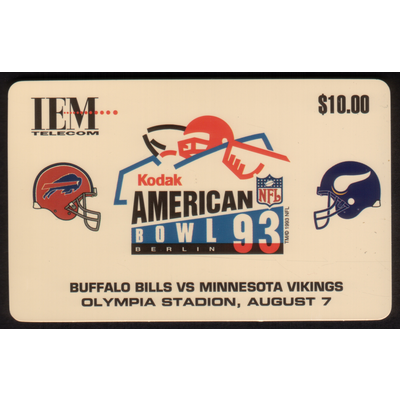 IEM
TELECOM
$10.00
Kodak
AMERICAN
NFL
BOWL 93
BERLIN
TM© 1993 NFL
BUFFALO BILLS VS MINNESOTA VIKINGS
OLYMPIA STADION, AUGUST 7